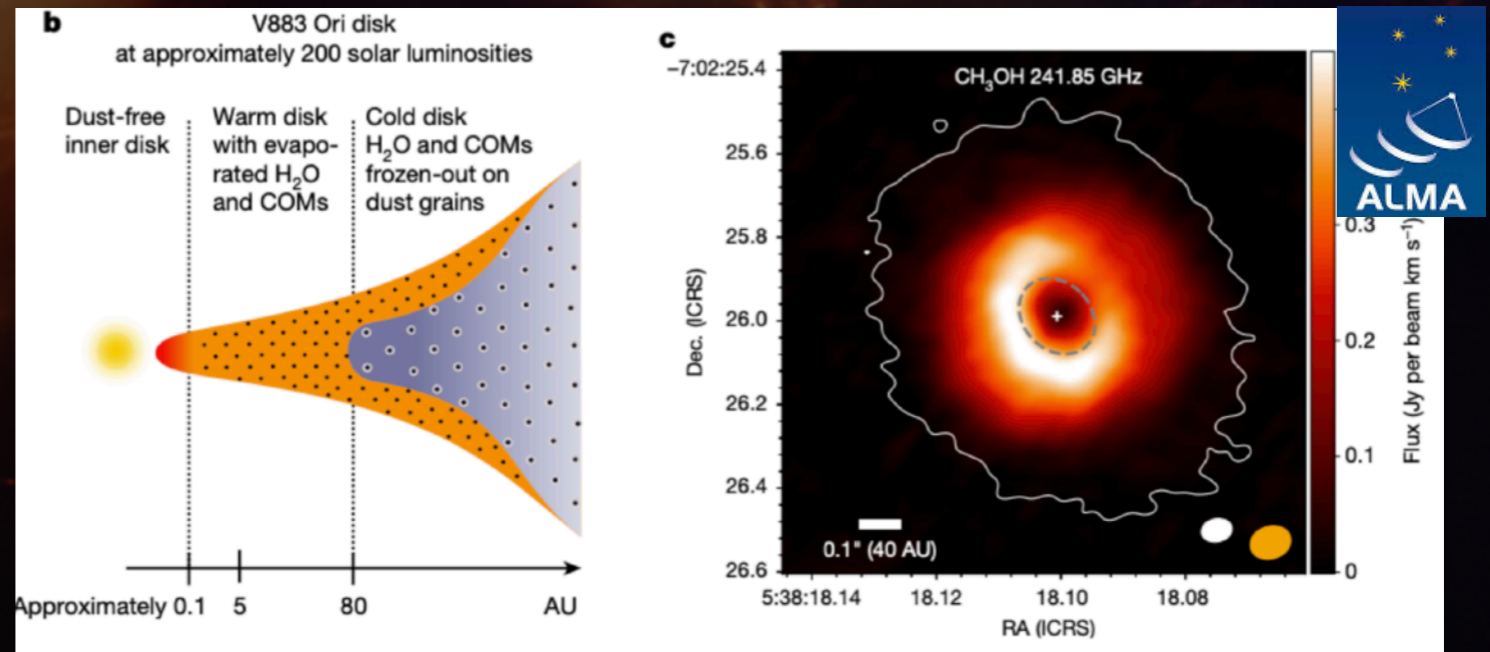 b
V883 Ori disk
at approximately 200 solar luminosities
Dust-free
inner disk
Warm disk
with evapo-
rated H₂O
and COMs
Cold disk
H₂O and COMs
frozen-out on
dust grains
Approximately 0.1 5 80 AU
c
CH₃OH 241.85 GHz
−7:02:25.4
25.6
25.8
26.0
26.2
26.4
26.6
Dec. (ICRS)
0.1" (40 AU)
5:38:18.14 18.12 18.10 18.08
RA (ICRS)
0.3
0.2
0.1
0
Flux (Jy per beam km s⁻¹)
ALMA